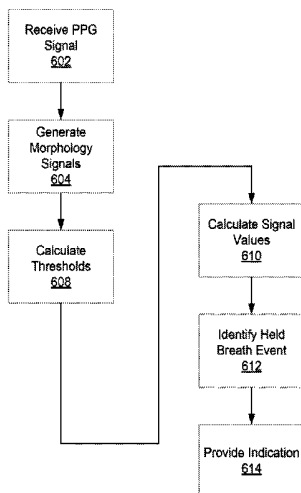 Receive PPG
Signal
602
Generate
Morphology
Signals
604
Calculate
Thresholds
608
Calculate Signal
Values
610
Identify Held
Breath Event
612
Provide Indication
614